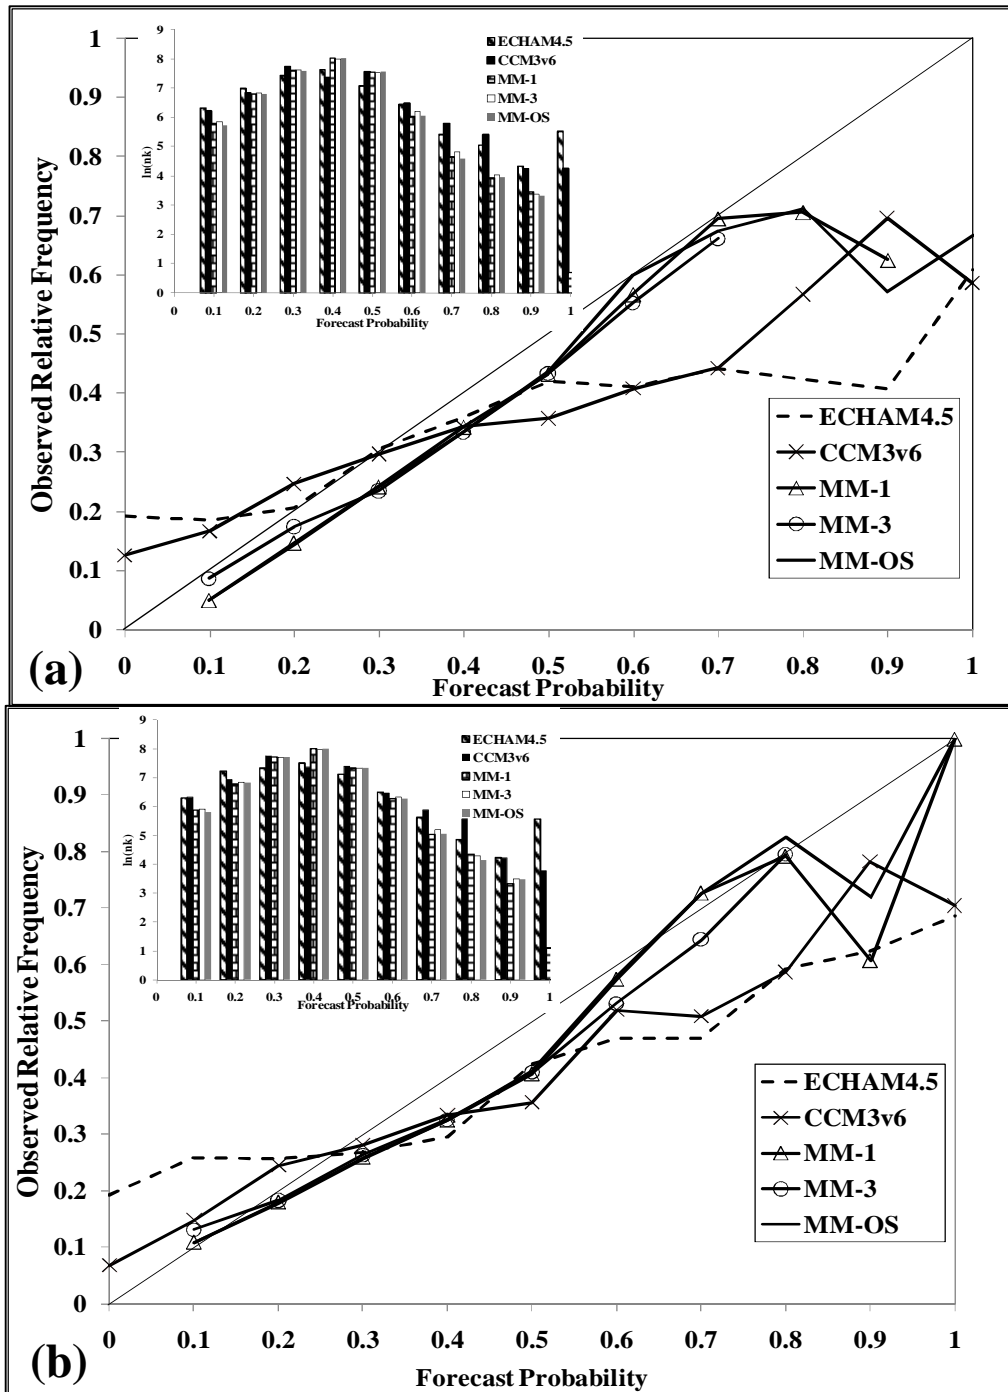 9
8
7
6
5
4
3
2
1
0
ln(nk)
ECHAM4.5
CCM3v6
MM-1
MM-3
MM-OS
0 0.1 0.2 0.3 0.4 0.5 0.6 0.7 0.8 0.9 1
Forecast Probability
1
0.9
0.8
0.7
0.6
0.5
0.4
0.3
0.2
0.1
0
Observed Relative Frequency
ECHAM4.5
CCM3v6
MM-1
MM-3
MM-OS
0 0.1 0.2 0.3 0.4 0.5 0.6 0.7 0.8 0.9 1
Forecast Probability
(a)
9
8
7
6
5
4
3
2
1
0
ln(nk)
ECHAM4.5
CCM3v6
MM-1
MM-3
MM-OS
0 0.1 0.2 0.3 0.4 0.5 0.6 0.7 0.8 0.9 1
Forecast Probability
1
0.9
0.8
0.7
0.6
0.5
0.4
0.3
0.2
0.1
0
Observed Relative Frequency
ECHAM4.5
CCM3v6
MM-1
MM-3
MM-OS
0 0.1 0.2 0.3 0.4 0.5 0.6 0.7 0.8 0.9 1
Forecast Probability
(b)